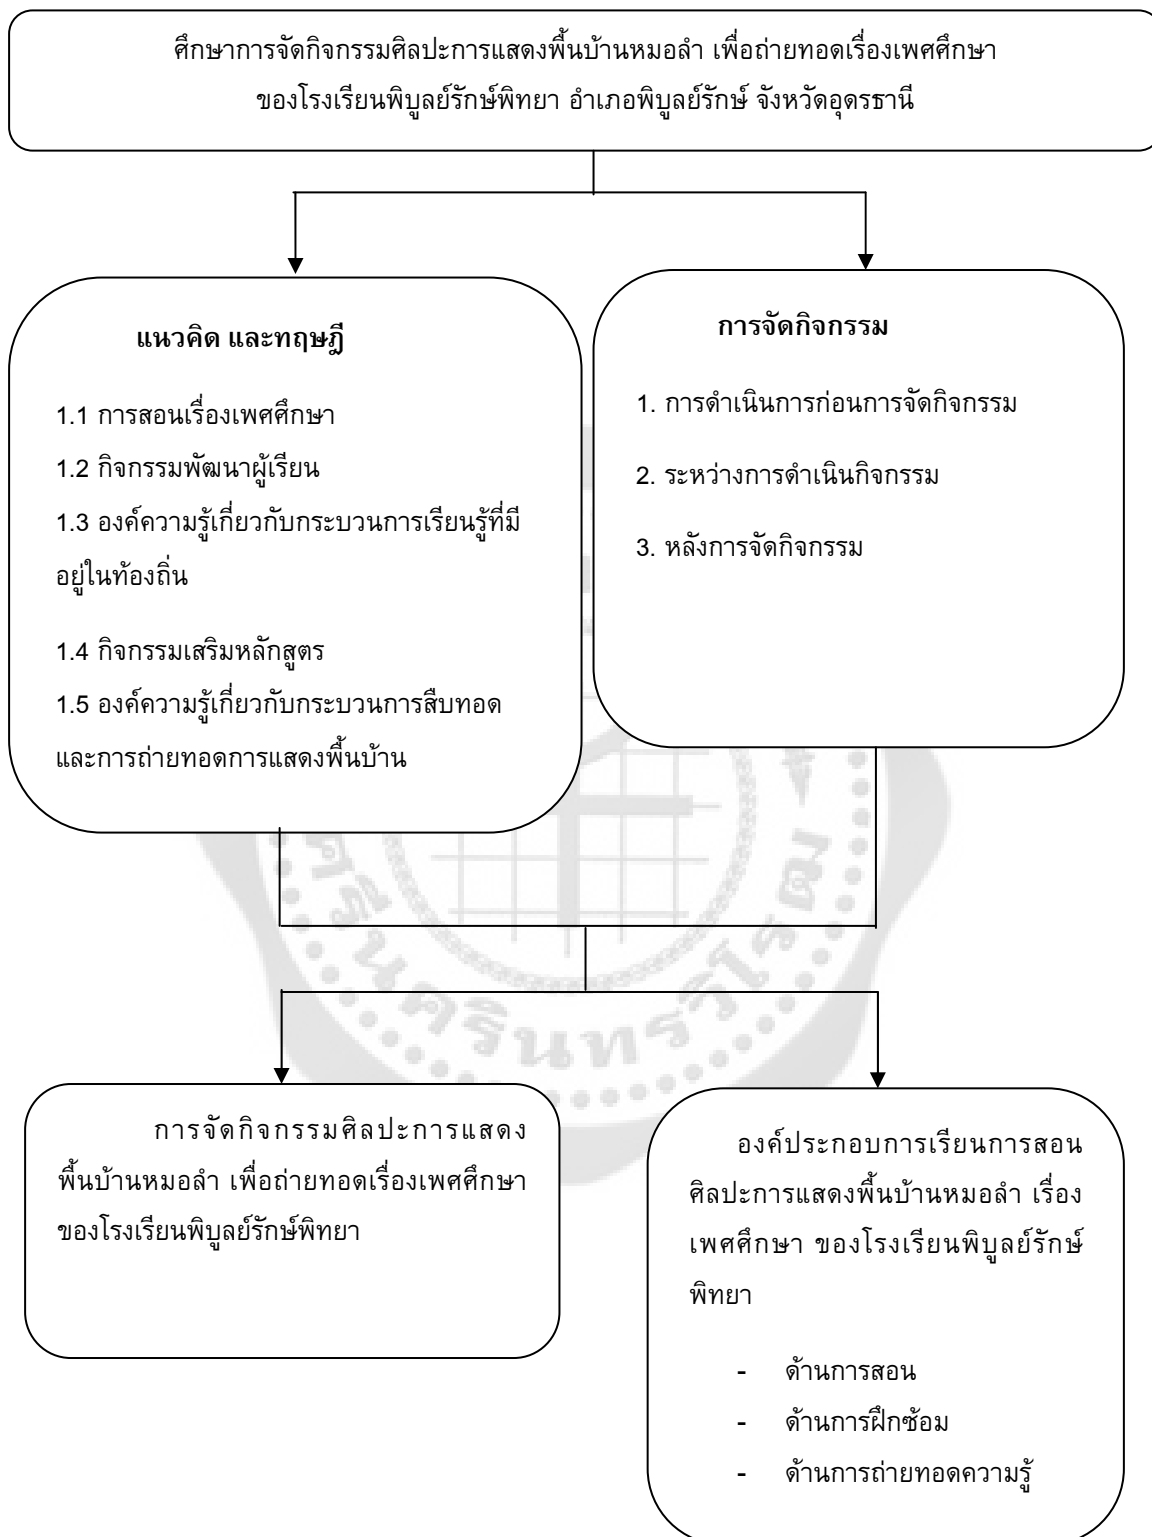 ศึกษาการจัดกิจกรรมศิลปะการแสดงพื้นบ้านหมอลำ เพื่อถ่ายทอดเรื่องเพศศึกษา
ของโรงเรียนพิบูลย์รักษ์พิทยา อำเภอพิบูลย์รักษ์ จังหวัดอุดรธานี
แนวคิด และทฤษฎี
1.1 การสอนเรื่องเพศศึกษา
1.2 กิจกรรมพัฒนาผู้เรียน
1.3 องค์ความรู้เกี่ยวกับกระบวนการเรียนรู้ที่มี
อยู่ในท้องถิ่น
1.4 กิจกรรมเสริมหลักสูตร
1.5 องค์ความรู้เกี่ยวกับกระบวนการสืบทอด
และการถ่ายทอดการแสดงพื้นบ้าน
การจัดกิจกรรม
1. การดำเนินการก่อนการจัดกิจกรรม
2. ระหว่างการดำเนินกิจกรรม
3. หลังการจัดกิจกรรม
การจัดกิจกรรมศิลปะการแสดง
พื้นบ้านหมอลำ เพื่อถ่ายทอดเรื่องเพศศึกษา
ของโรงเรียนพิบูลย์รักษ์พิทยา
องค์ประกอบการเรียนการสอน
ศิลปะการแสดงพื้นบ้านหมอลำ เรื่อง
เพศศึกษา ของโรงเรียนพิบูลย์รักษ์
พิทยา
- ด้านการสอน
- ด้านการฝึกซ้อม
- ด้านการถ่ายทอดความรู้